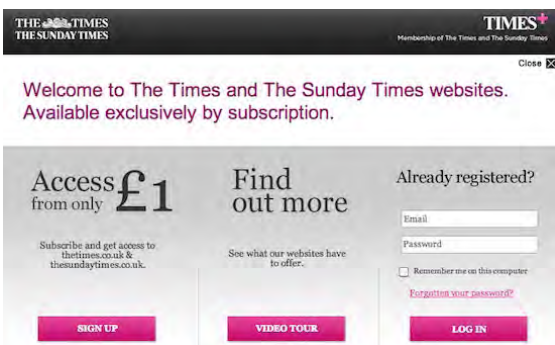 THE TIMES
THE SUNDAY TIMES
TIMES+
Membership of The Times and The Sunday Times
Close X
Welcome to The Times and The Sunday Times websites.
Available exclusively by subscription.
Access
from only £1
Subscribe and get access to
thetimes.co.uk &
thesundaytimes.co.uk.
SIGN UP
Find
out more
See what our websites have
to offer.
VIDEO TOUR
Already registered?
Email
Password
Remember me on this computer
Forgotten your password?
LOG IN